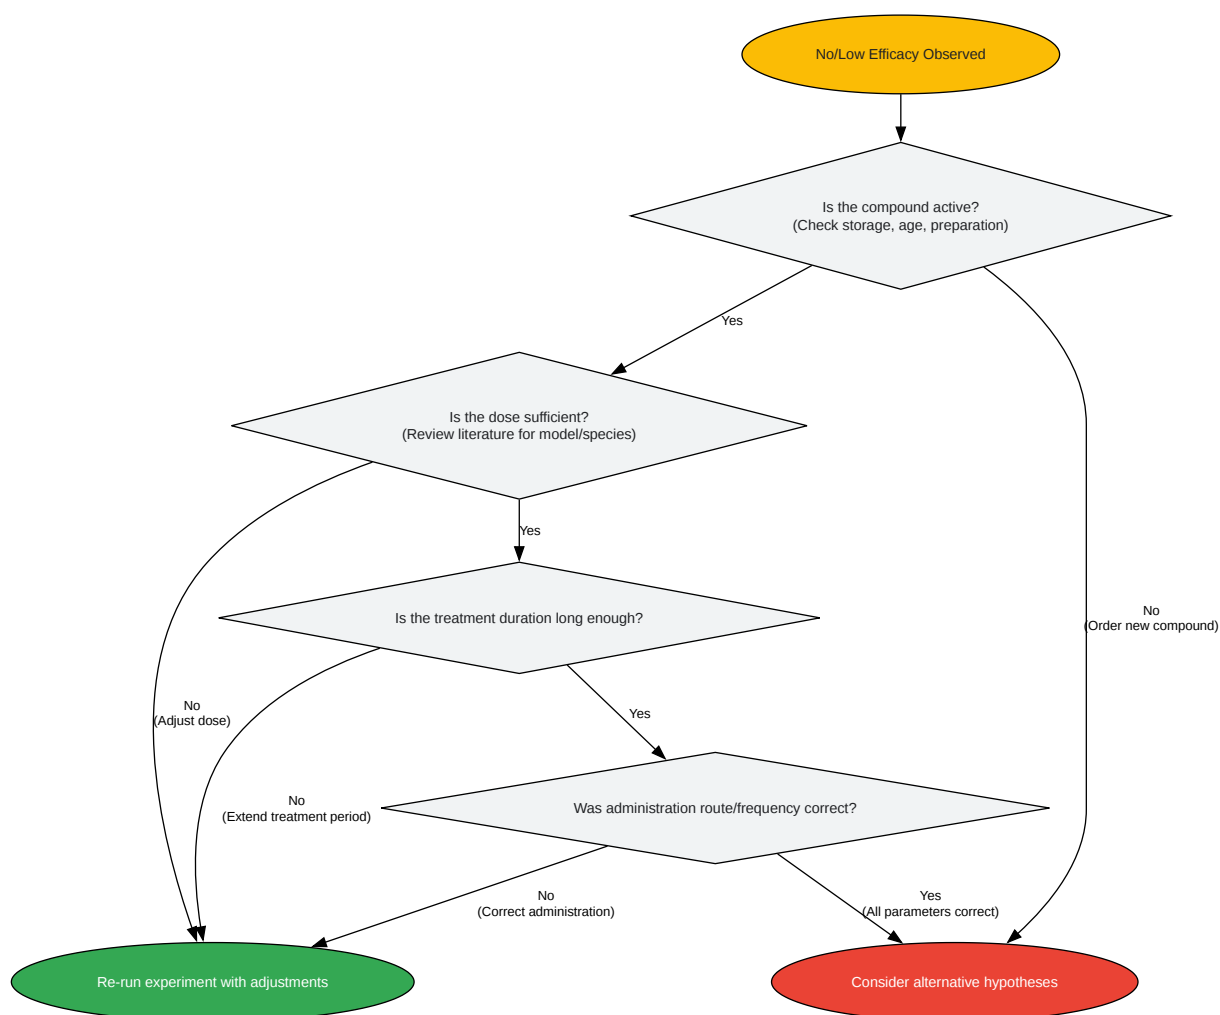 No/Low Efficacy Observed
Is the compound active?
(Check storage, age, preparation)
Yes
Is the dose sufficient?
(Review literature for model/species)
Yes
Is the treatment duration long enough?
No
(Order new compound)
No
(Adjust dose)
Yes
No
(Extend treatment period)
Was administration route/frequency correct?
No
(Correct administration)
Yes
(All parameters correct)
Re-run experiment with adjustments
Consider alternative hypotheses